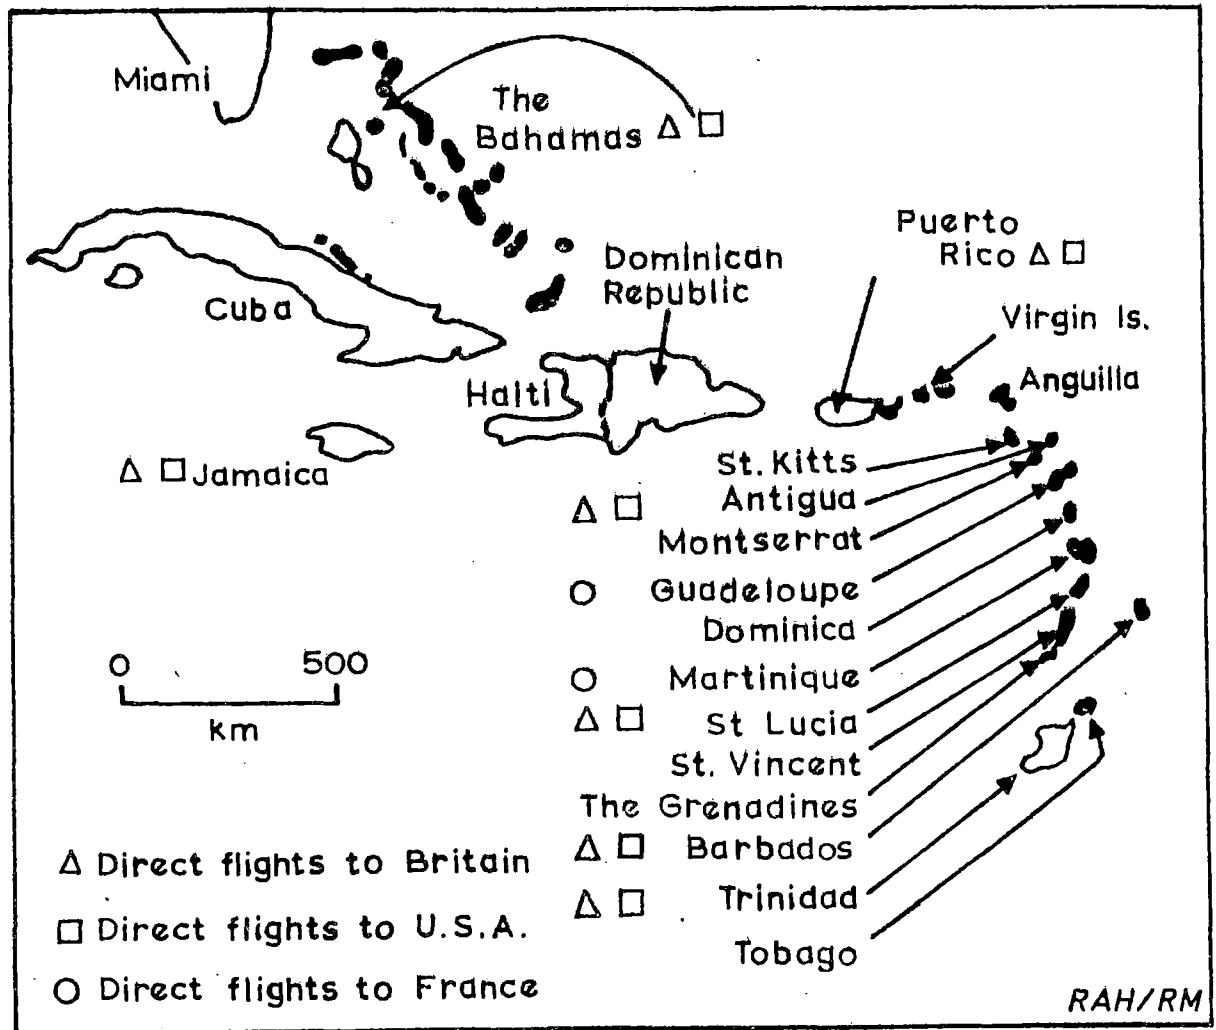 Miami
The
Bahamas
Puerto
Rico
Dominican
Republic
Virgin Is.
Cuba
Anguilla
Haiti
St. Kitts
Jamaica
Antigua
Montserrat
Guadeloupe
Dominica
0 500
km
Martinique
St Lucia
St. Vincent
The Grenadines
Barbados
Trinidad
Tobago
Direct flights to Britain
Direct flights to U.S.A.
Direct flights to France
RAH/RM